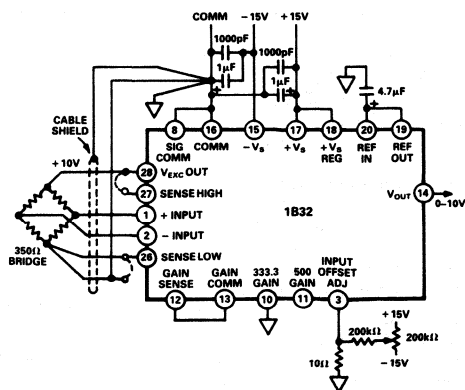 COMM −15V +15V
1000pF 1000pF
1μF 1μF
+ +
4.7μF
+
CABLE
SHIELD
8 16 15 17 18 20 19
SIG
COMM
COMM
−VS
+VS
+VS
REG
REF
IN
REF
OUT
+10V
28 VEXC OUT
27 SENSE HIGH
1 + INPUT
2 − INPUT
26 SENSE LOW
350Ω
BRIDGE
1B32
VOUT 14
0–10V
GAIN
SENSE
GAIN
COMM
333.3
GAIN
500
GAIN
INPUT
OFFSET
ADJ
12 13 10 11 3
+15V
200kΩ
200kΩ
10Ω
−15V